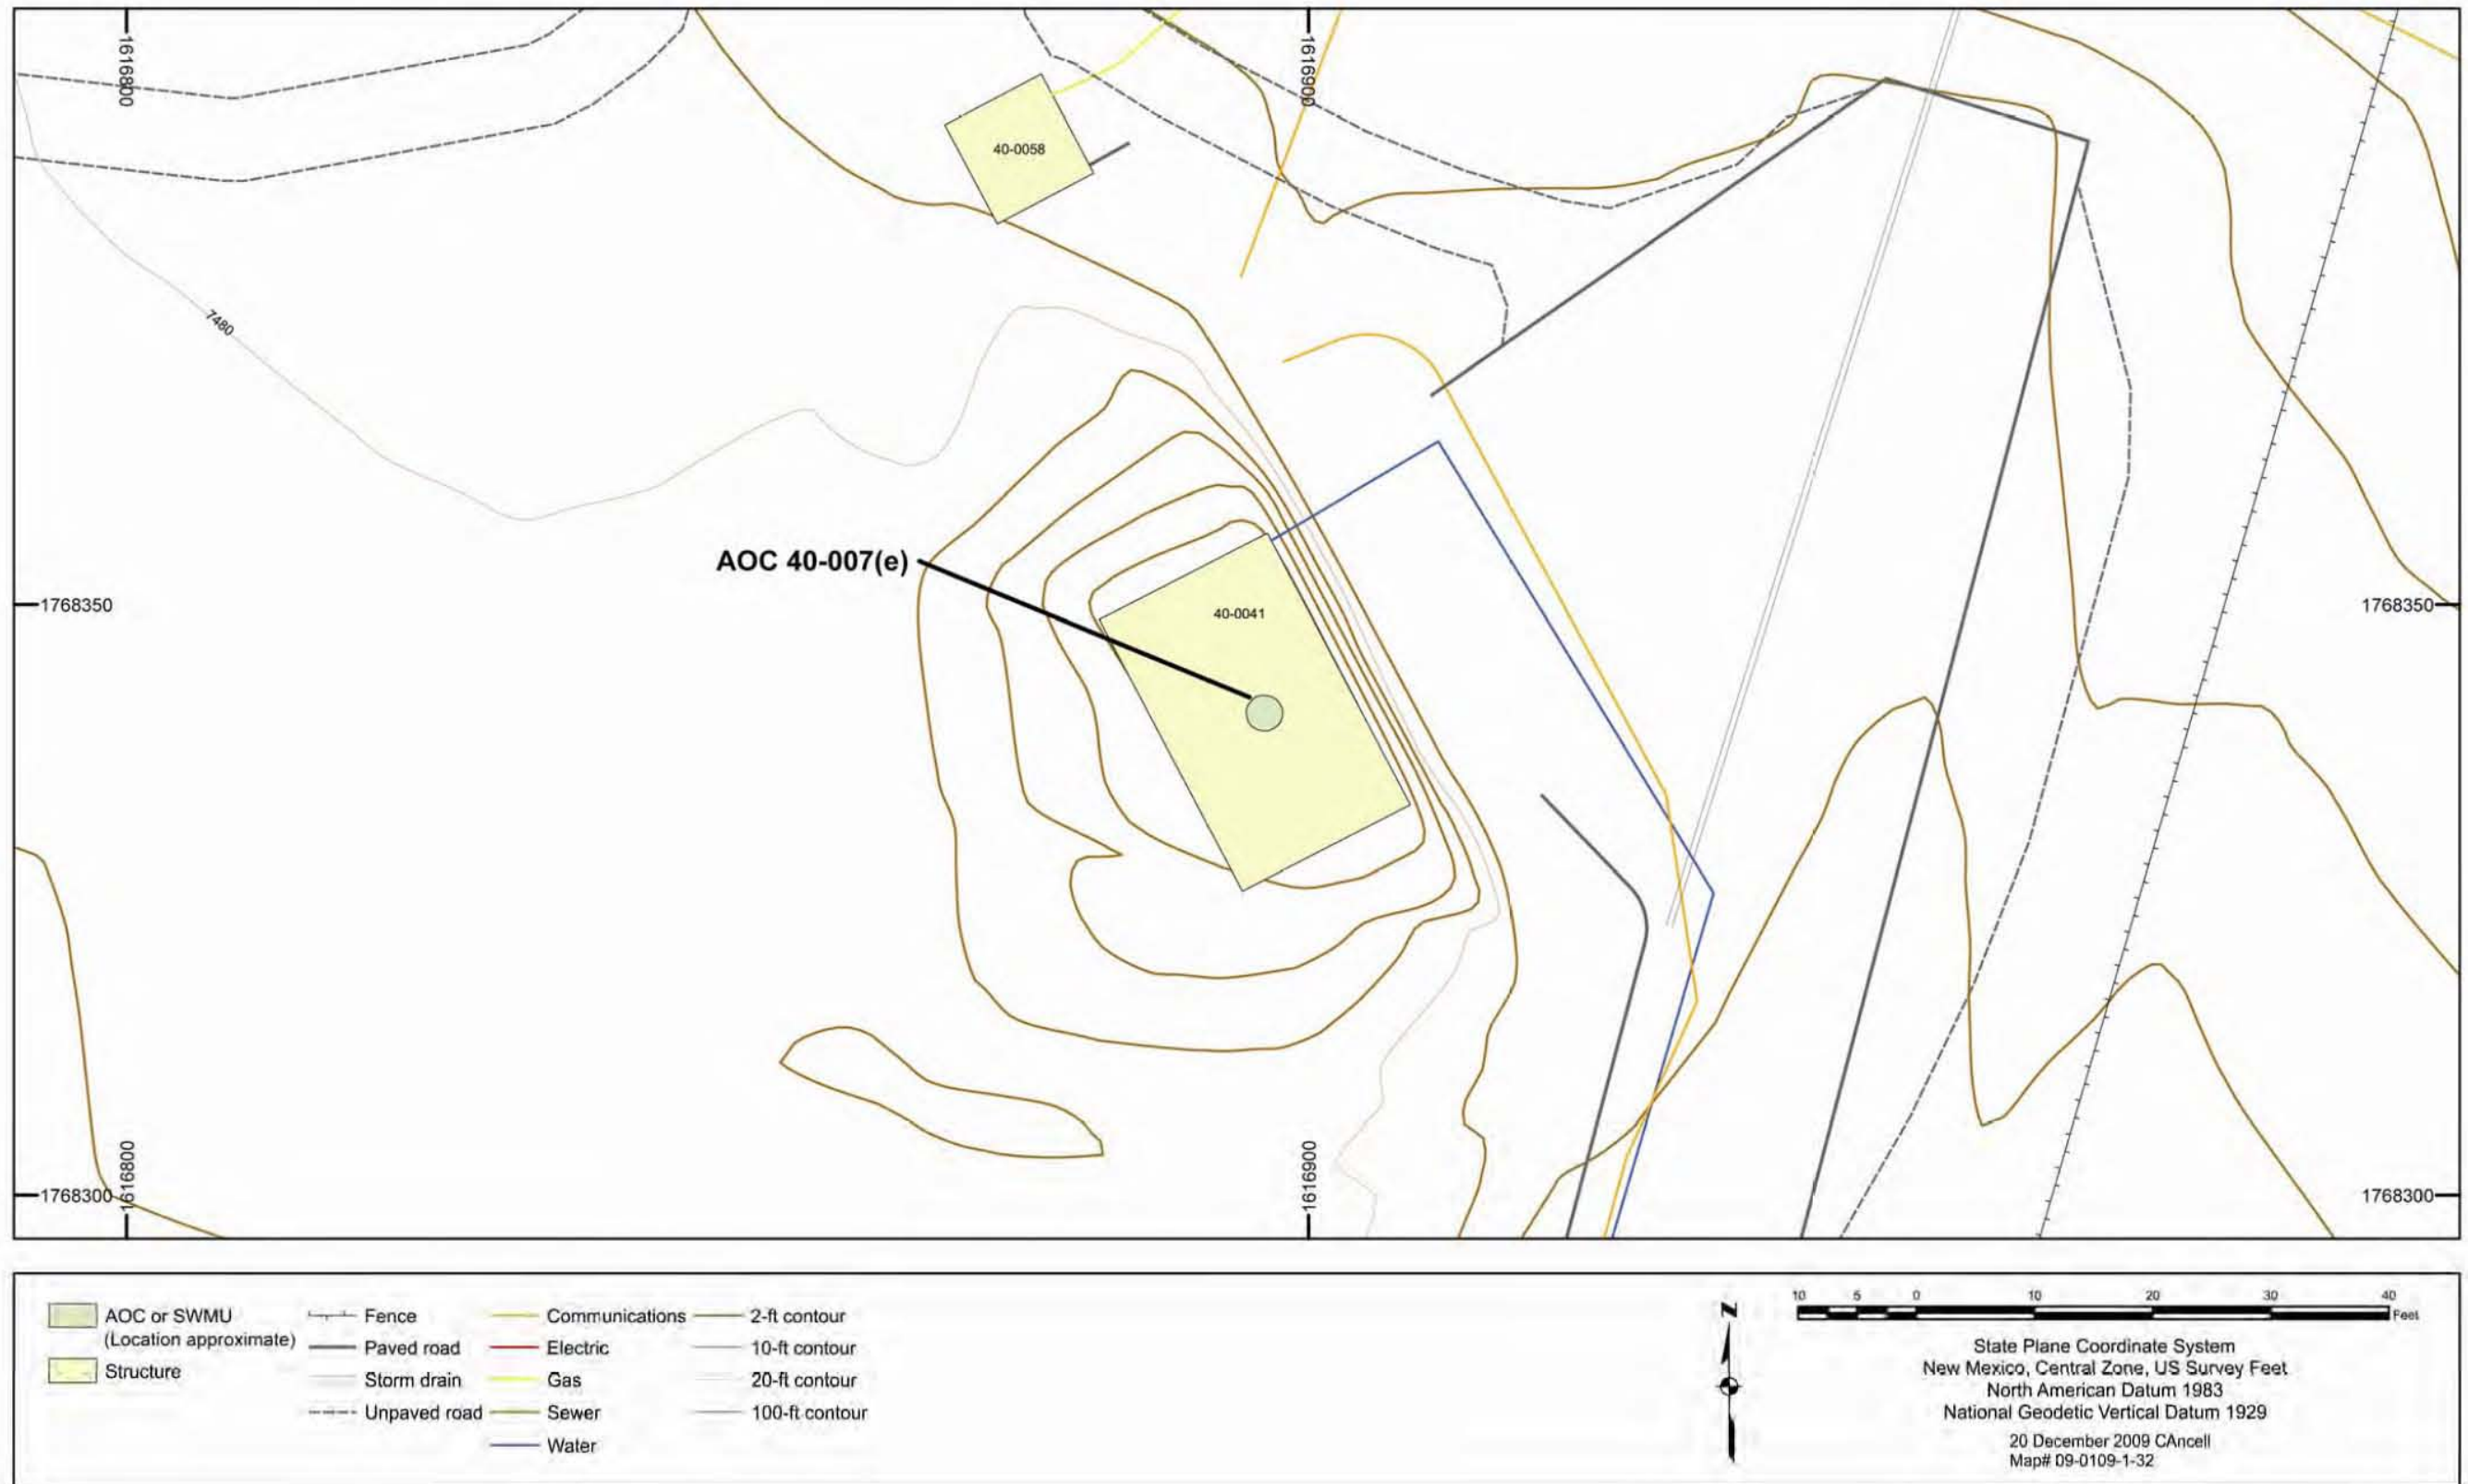 1616800
1616900
40-0058
7480
AOC 40-007(e)
40-0041
1768350
1768350
1768300
1768300
1616800
1616900
AOC or SWMU
(Location approximate)
Structure
Fence
Paved road
Storm drain
Unpaved road
Communications
Electric
Gas
Sewer
Water
2-ft contour
10-ft contour
20-ft contour
100-ft contour
N
10 5 0 10 20 30 40
Feet
State Plane Coordinate System
New Mexico, Central Zone, US Survey Feet
North American Datum 1983
National Geodetic Vertical Datum 1929
20 December 2009 CAncell
Map# 09-0109-1-32